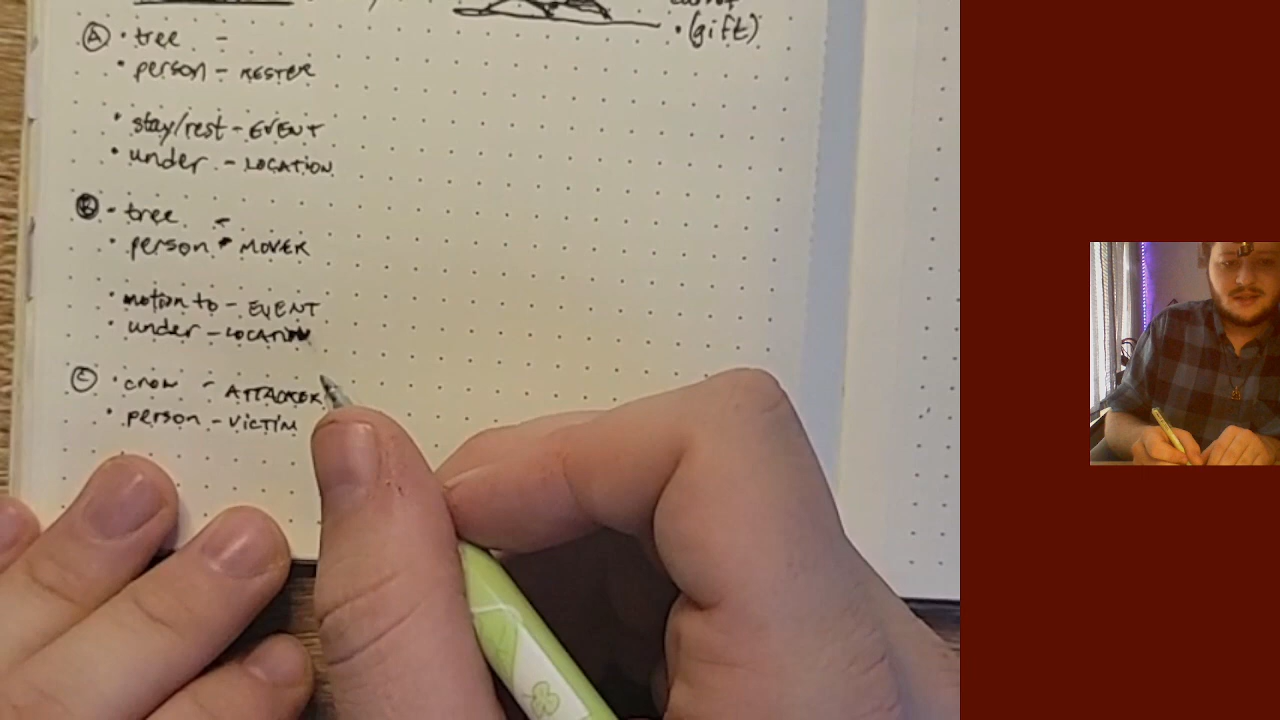 • (gift)
Ⓐ • tree -
• person - RESTER
• stay/rest - EVENT
• under - LOCATION
Ⓑ - tree -
• person - MOVER
• motion to - EVENT
• under - LOCATION
Ⓒ • crow - ATTACKER
• person - VICTIM